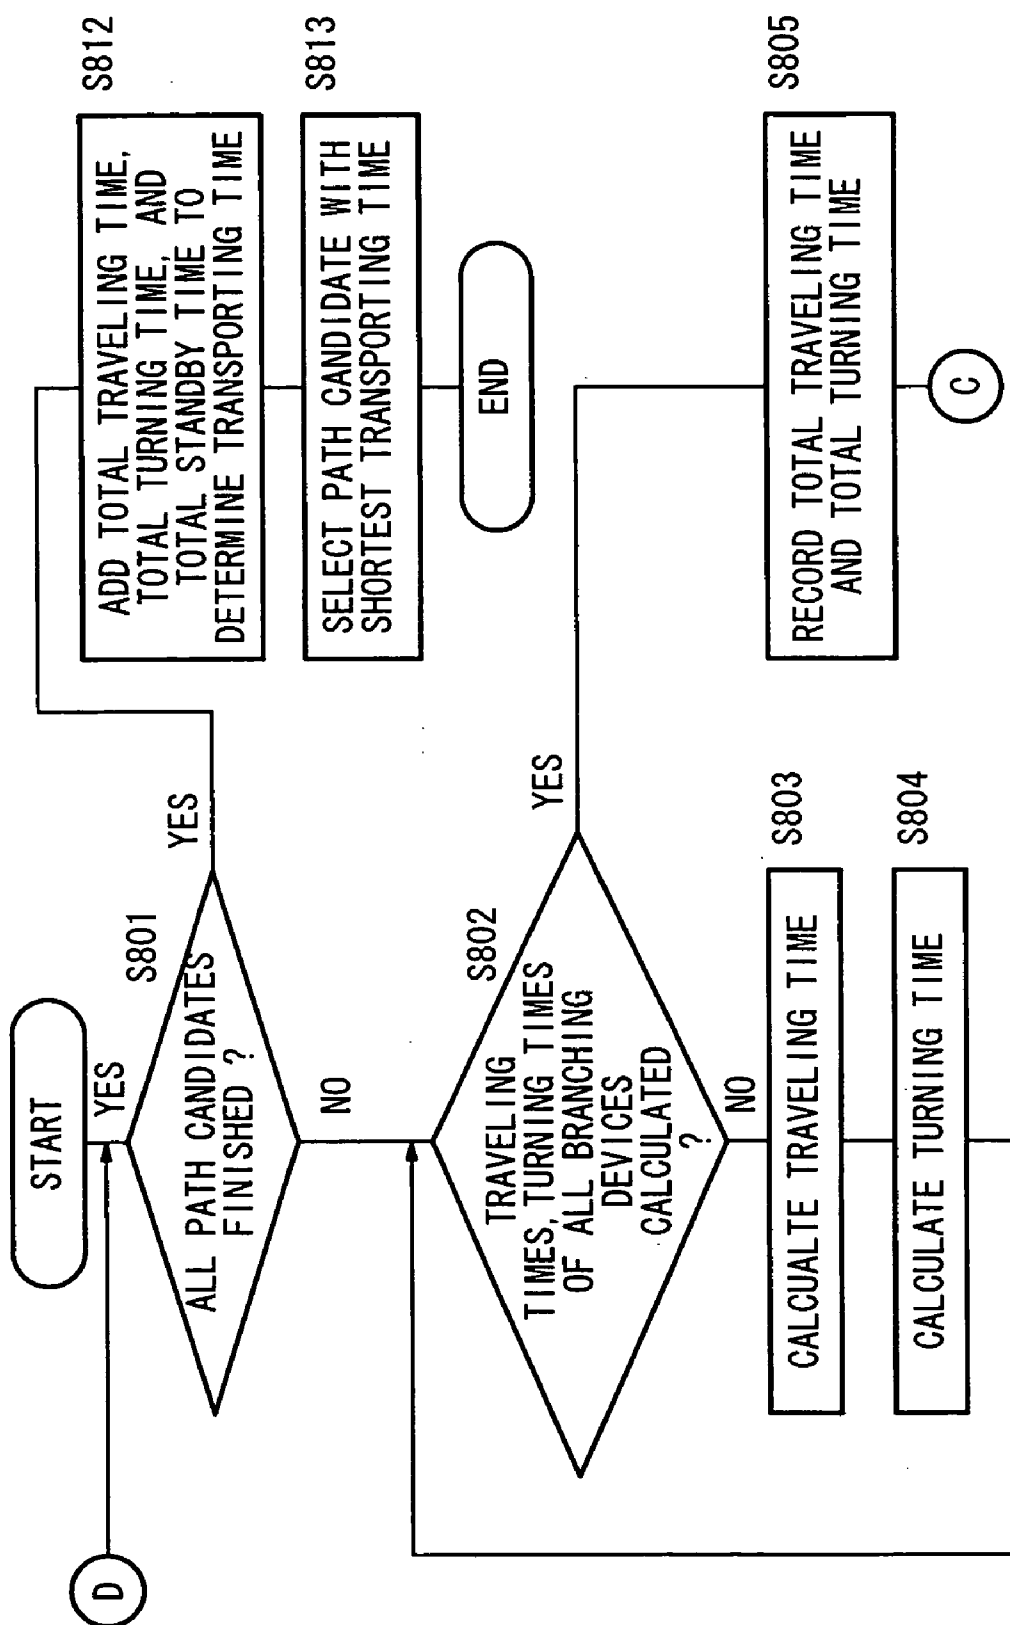 START
D
YES
S801
ALL PATH CANDIDATES
FINISHED ?
YES
NO
S802
TRAVELING
TIMES, TURNING TIMES
OF ALL BRANCHING
DEVICES
CALCULATED
?
YES
NO
S803
CALCUALTE TRAVELING TIME
S804
CALCULATE TURNING TIME
S812
ADD TOTAL TRAVELING TIME,
TOTAL TURNING TIME, AND
TOTAL STANDBY TIME TO
DETERMINE TRANSPORTING TIME
S813
SELECT PATH CANDIDATE WITH
SHORTEST TRANSPORTING TIME
END
S805
RECORD TOTAL TRAVELING TIME
AND TOTAL TURNING TIME
C